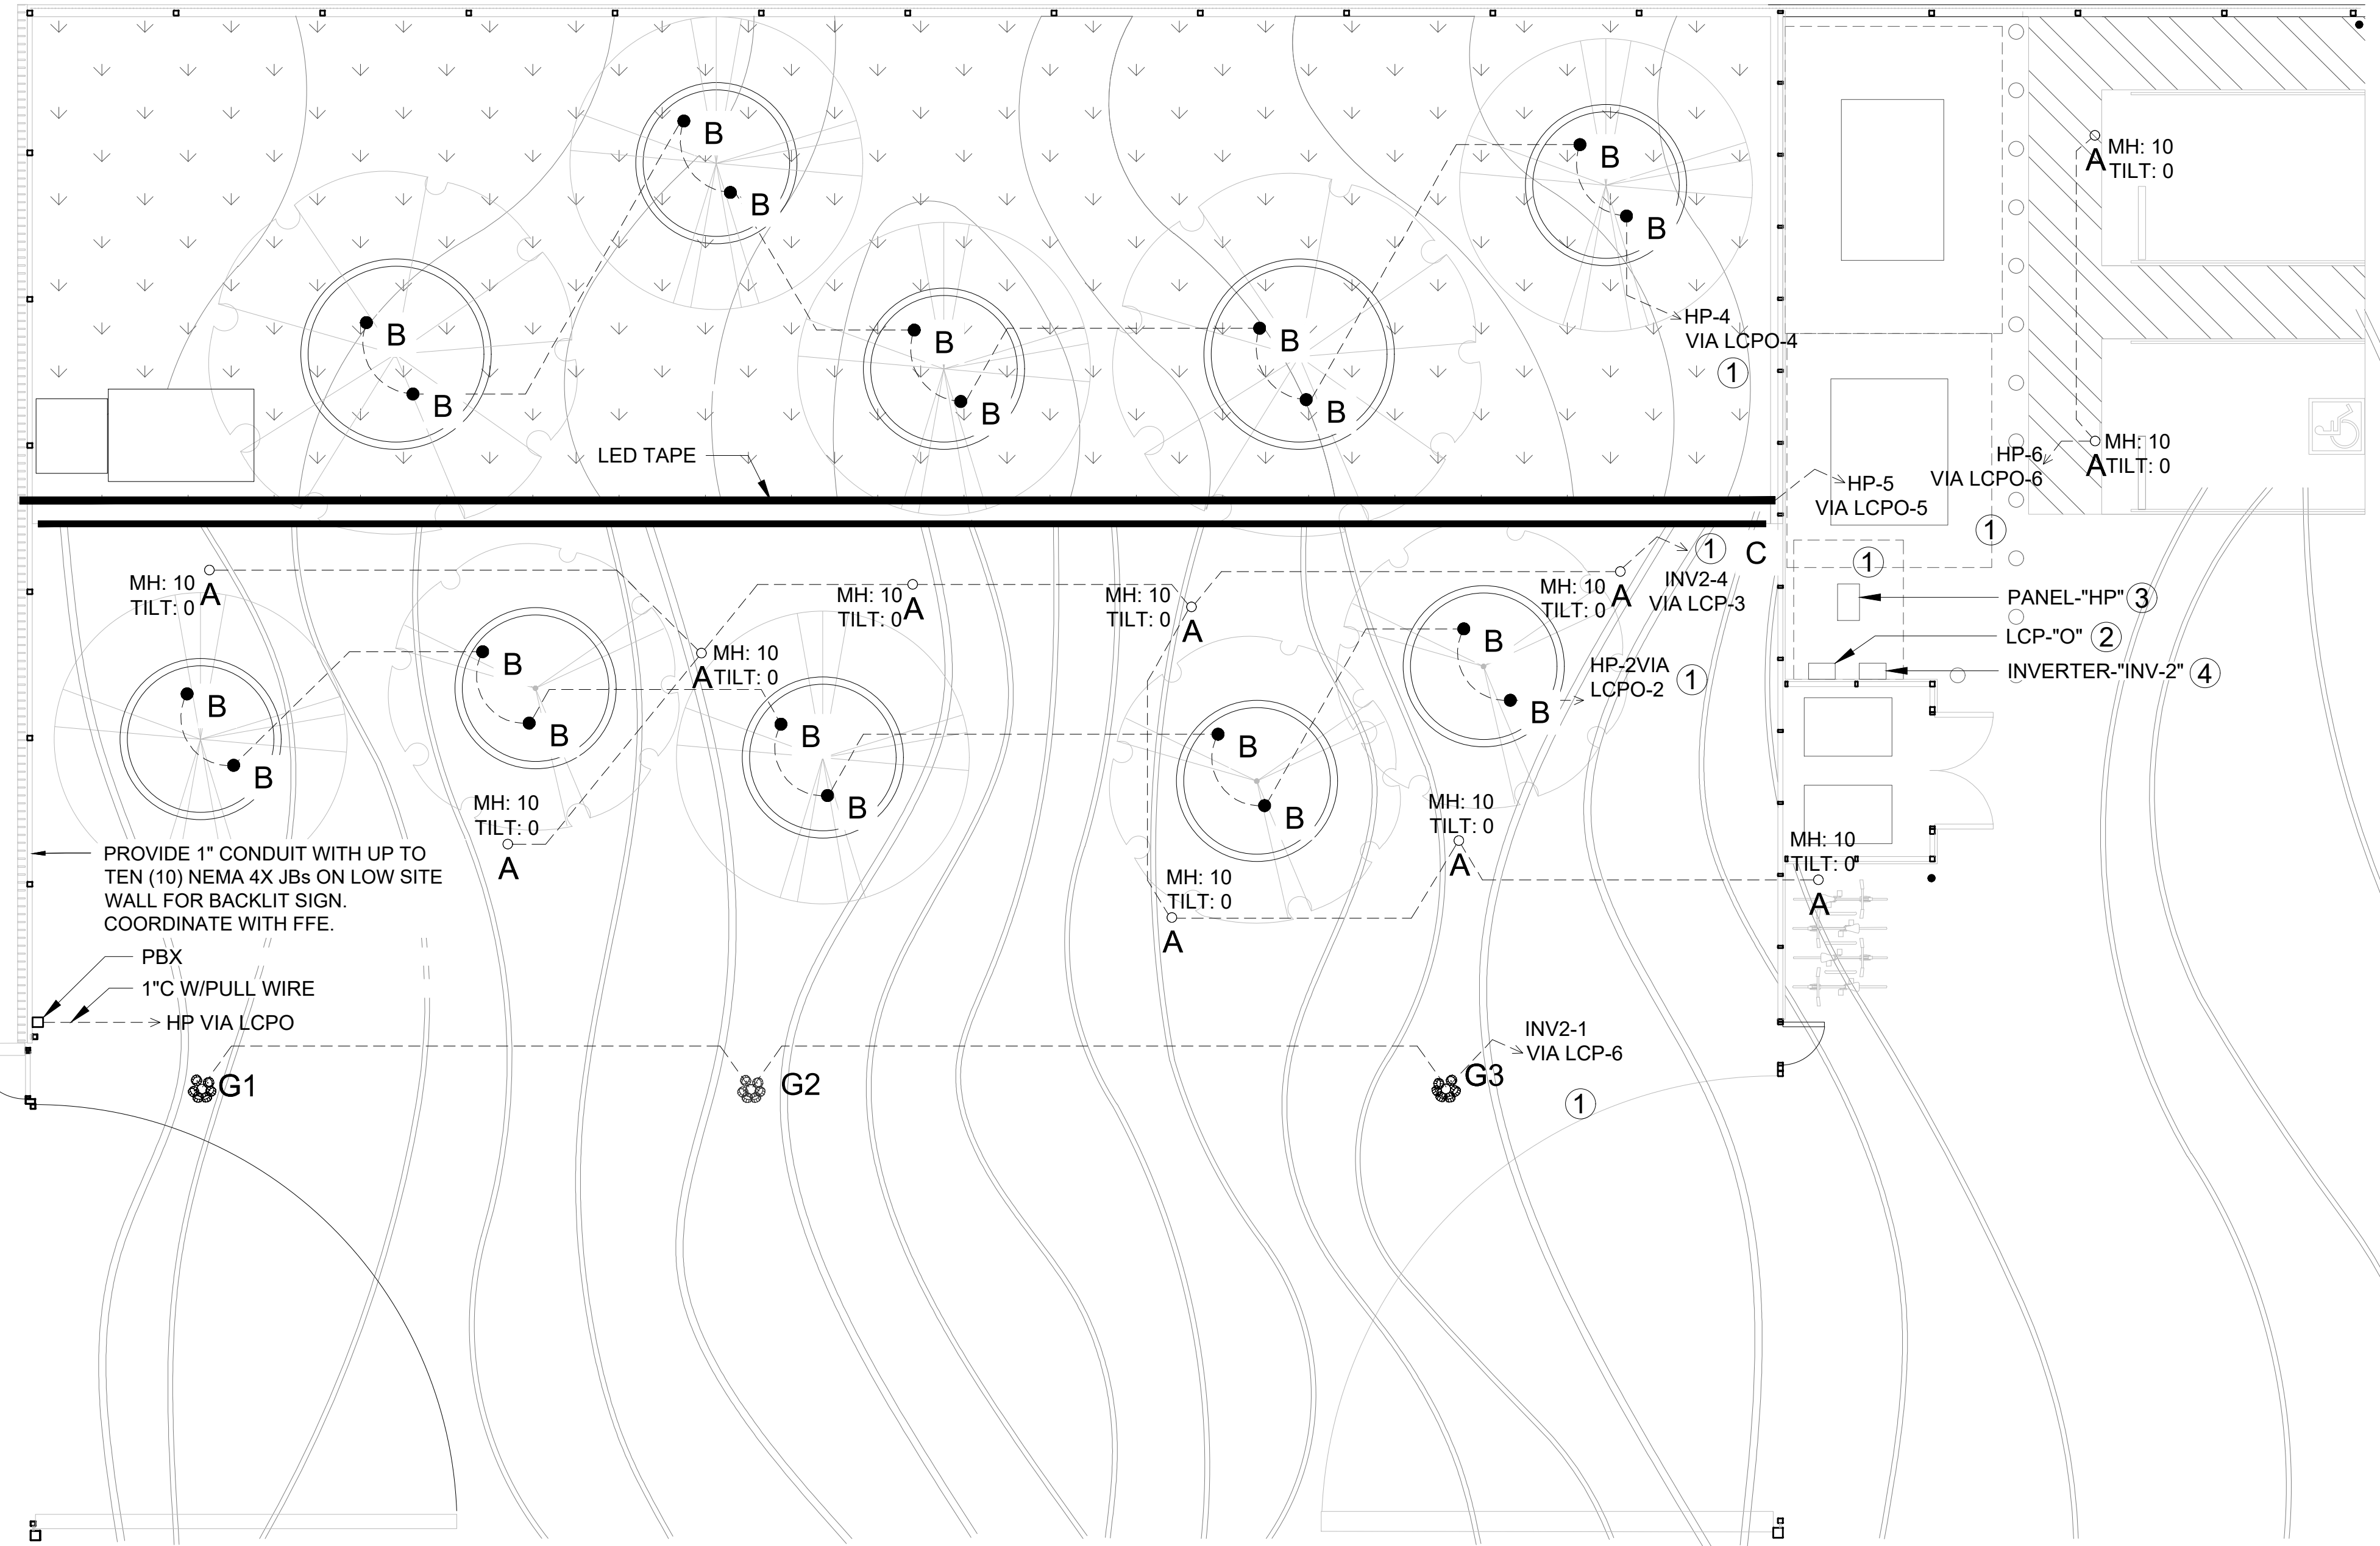 B
B
B
B
B
B
B
B
B
B
HP-4
VIA LCPO-4
1
MH: 10
TILT: 0
A
MH: 10
TILT: 0
A
HP-6
VIA LCPO-6
1
LED TAPE
HP-5
VIA LCPO-5
1
C
MH: 10
TILT: 0
A
MH: 10
TILT: 0
A
MH: 10
TILT: 0
A
MH: 10
TILT: 0
A
MH: 10
TILT: 0
A
1
INV2-4
VIA LCP-3
PANEL-"HP" 3
LCP-"O" 2
INVERTER-"INV-2" 4
B
B
B
B
B
B
B
B
B
B
HP-2VIA
LCPO-2
1
MH: 10
TILT: 0
A
MH: 10
TILT: 0
A
MH: 10
TILT: 0
A
MH: 10
TILT: 0
A
PROVIDE 1" CONDUIT WITH UP TO
TEN (10) NEMA 4X JBs ON LOW SITE
WALL FOR BACKLIT SIGN.
COORDINATE WITH FFE.
PBX
1"C W/PULL WIRE
HP VIA LCPO
G1
G2
G3
INV2-1
VIA LCP-6
1